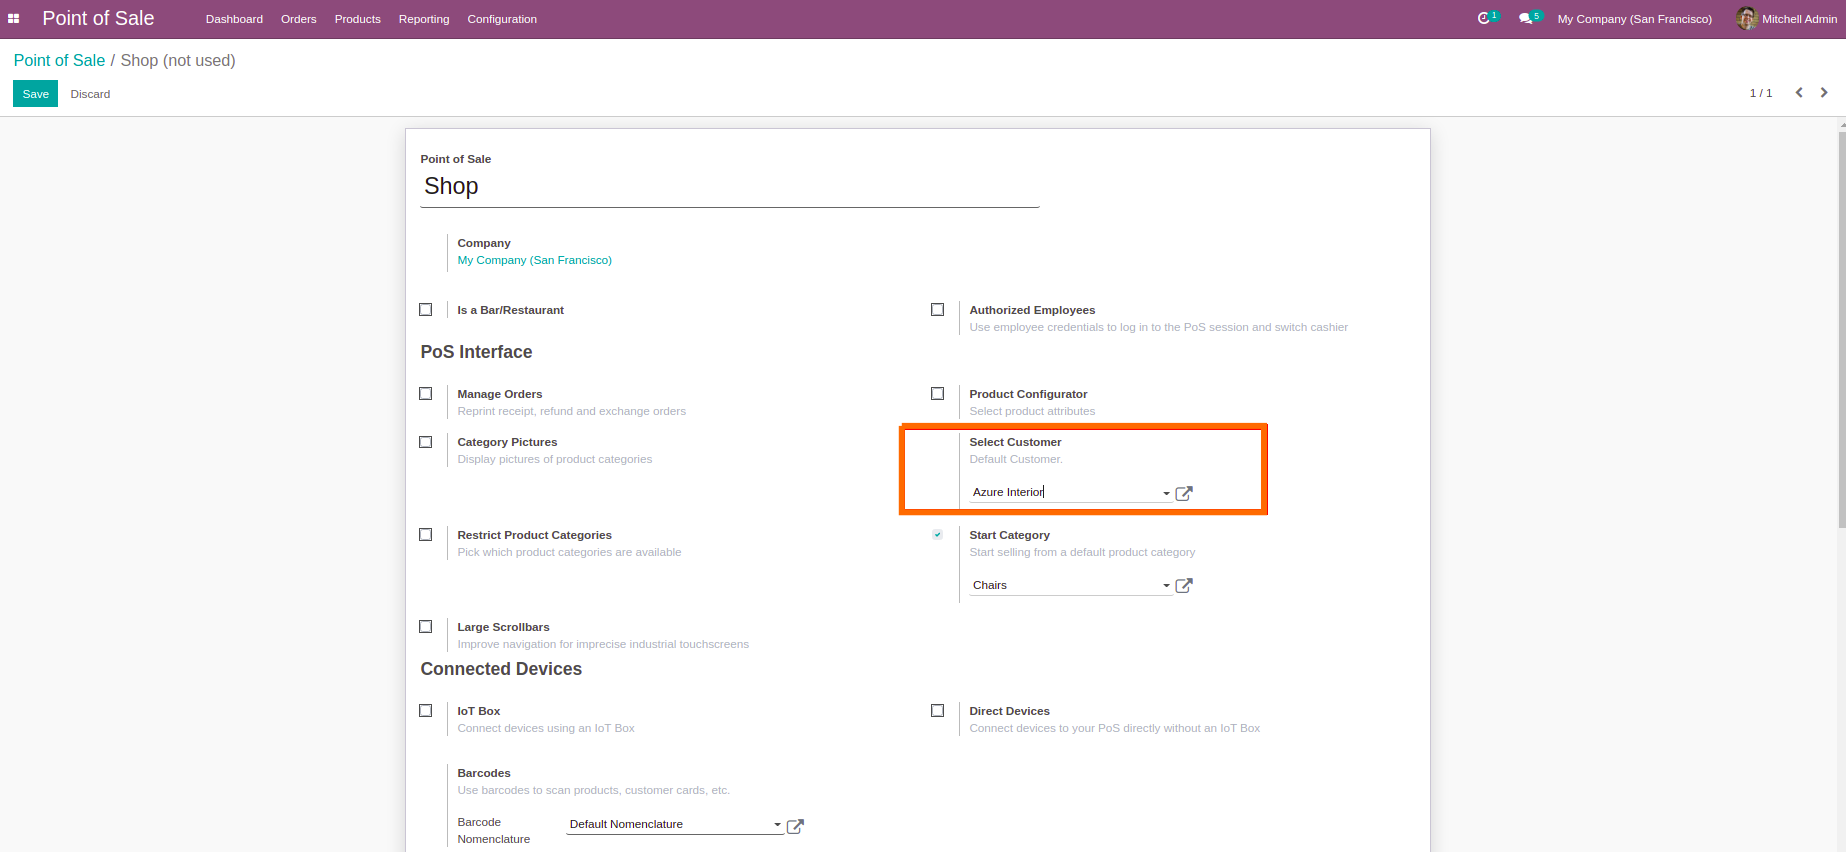 Point of Sale
Dashboard Orders Products Reporting Configuration
1 5 My Company (San Francisco) Mitchell Admin
Point of Sale / Shop (not used)
Save Discard
1 / 1
Point of Sale
Shop
Company
My Company (San Francisco)
Is a Bar/Restaurant
Authorized Employees
Use employee credentials to log in to the PoS session and switch cashier
PoS Interface
Manage Orders
Reprint receipt, refund and exchange orders
Product Configurator
Select product attributes
Category Pictures
Display pictures of product categories
Select Customer
Default Customer.
Azure Interior
Restrict Product Categories
Pick which product categories are available
Start Category
Start selling from a default product category
Chairs
Large Scrollbars
Improve navigation for imprecise industrial touchscreens
Connected Devices
IoT Box
Connect devices using an IoT Box
Direct Devices
Connect devices to your PoS directly without an IoT Box
Barcodes
Use barcodes to scan products, customer cards, etc.
Barcode
Nomenclature
Default Nomenclature